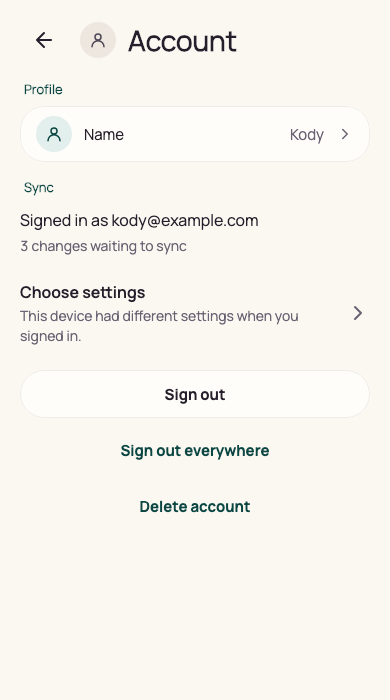 Account
Profile
Name
Kody
Sync
Signed in as kody@example.com
3 changes waiting to sync
Choose settings
This device had different settings when you
signed in.
Sign out
Sign out everywhere
Delete account